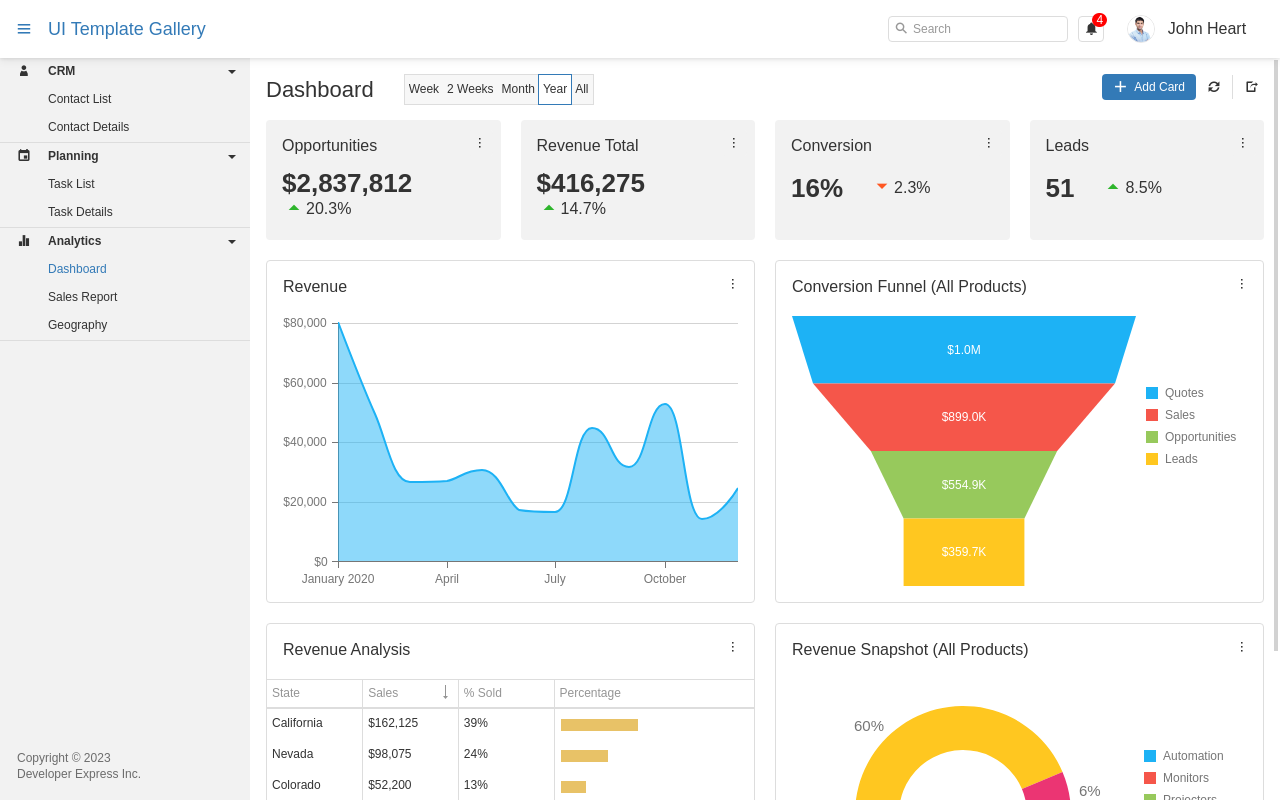 UI Template Gallery
Search
4
John Heart
CRM
Contact List
Contact Details
Planning
Task List
Task Details
Analytics
Dashboard
Sales Report
Geography
Copyright © 2023
Developer Express Inc.
Dashboard
Week 2 Weeks Month Year All
Add Card
Opportunities
$2,837,812
20.3%
Revenue Total
$416,275
14.7%
Conversion
16% 2.3%
Leads
51 8.5%
Revenue
$80,000
$60,000
$40,000
$20,000
$0
January 2020 April July October
Conversion Funnel (All Products)
$1.0M
$899.0K
$554.9K
$359.7K
Quotes
Sales
Opportunities
Leads
Revenue Analysis
State Sales % Sold Percentage
California $162,125 39%
Nevada $98,075 24%
Colorado $52,200 13%
Revenue Snapshot (All Products)
60%
6%
Automation
Monitors
Projectors